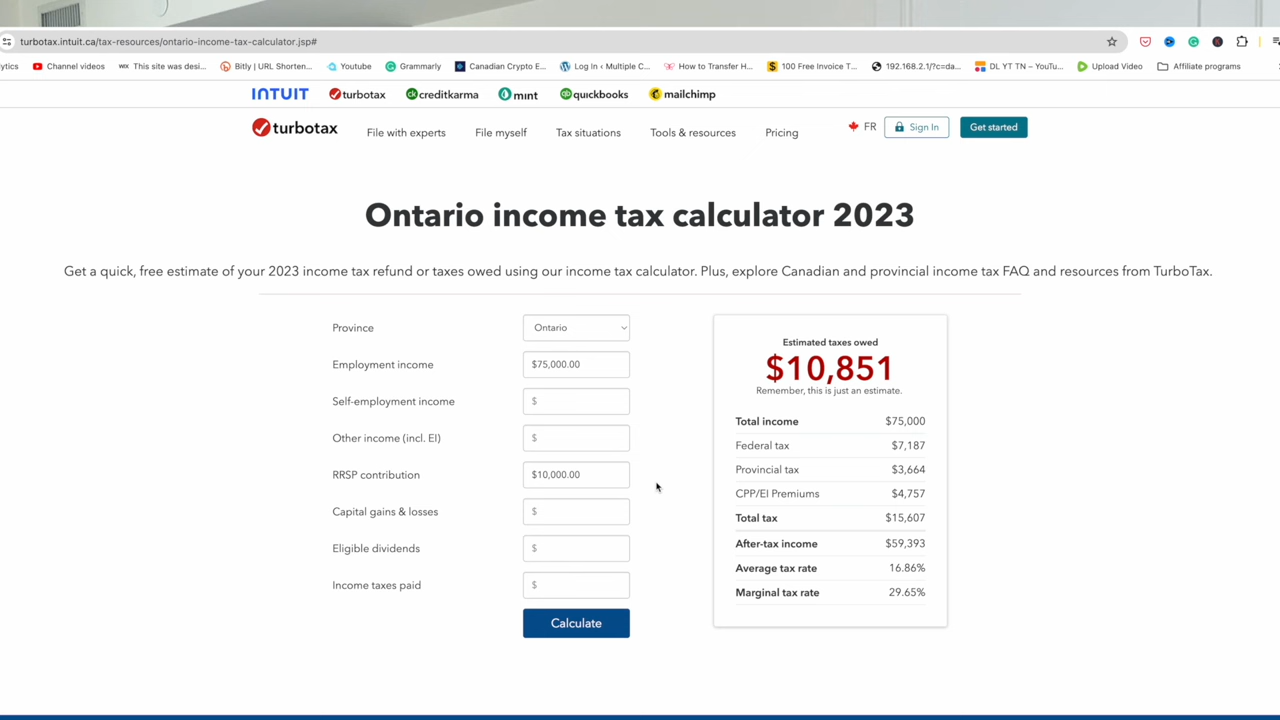 turbotax.intuit.ca/tax-resources/ontario-income-tax-calculator.jsp#
ytics Channel videos WIX This site was desi... Bitly | URL Shorten... Youtube Grammarly Canadian Crypto E... Log In ‹ Multiple C... How to Transfer H... 100 Free Invoice T... 192.168.2.1/?c=da... DL YT TN – YouTu... Upload Video Affiliate programs
INTUIT turbotax ck creditkarma mint qb quickbooks mailchimp
turbotax File with experts File myself Tax situations Tools & resources Pricing FR Sign In Get started
Ontario income tax calculator 2023
Get a quick, free estimate of your 2023 income tax refund or taxes owed using our income tax calculator. Plus, explore Canadian and provincial income tax FAQ and resources from TurboTax.
Province Ontario
Employment income $75,000.00
Self-employment income $
Other income (incl. EI) $
RRSP contribution $10,000.00
Capital gains & losses $
Eligible dividends $
Income taxes paid $
Calculate
Estimated taxes owed
$10,851
Remember, this is just an estimate.
Total income $75,000
Federal tax $7,187
Provincial tax $3,664
CPP/EI Premiums $4,757
Total tax $15,607
After-tax income $59,393
Average tax rate 16.86%
Marginal tax rate 29.65%